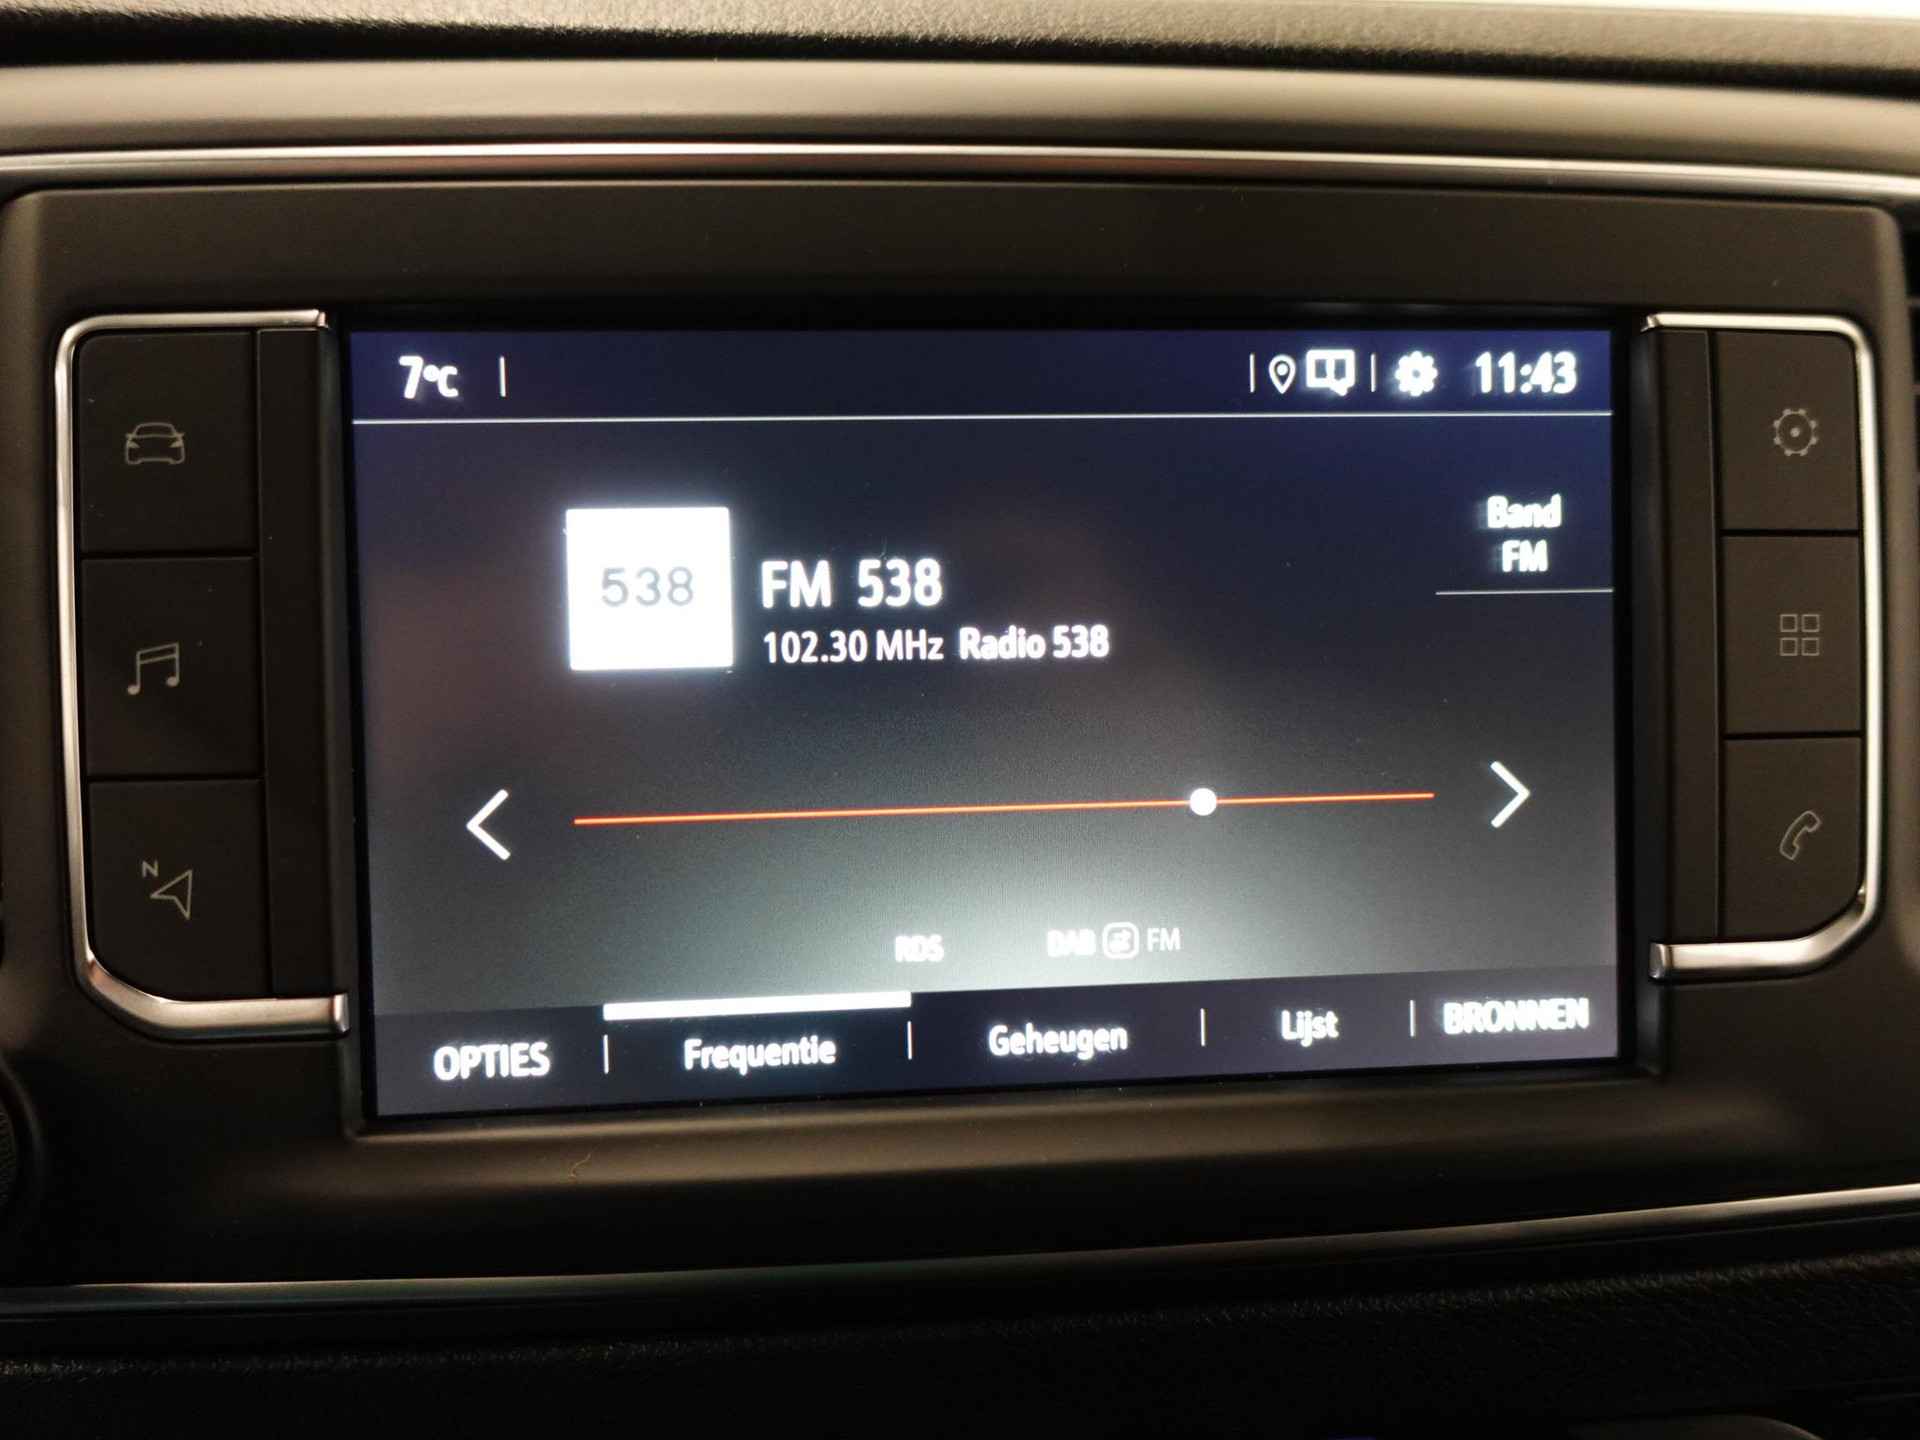 7°C 11:43
Band
FM
538
FM 538
102.30 MHz Radio 538
N
RDS DAB FM
OPTIES Frequentie Geheugen Lijst BRONNEN